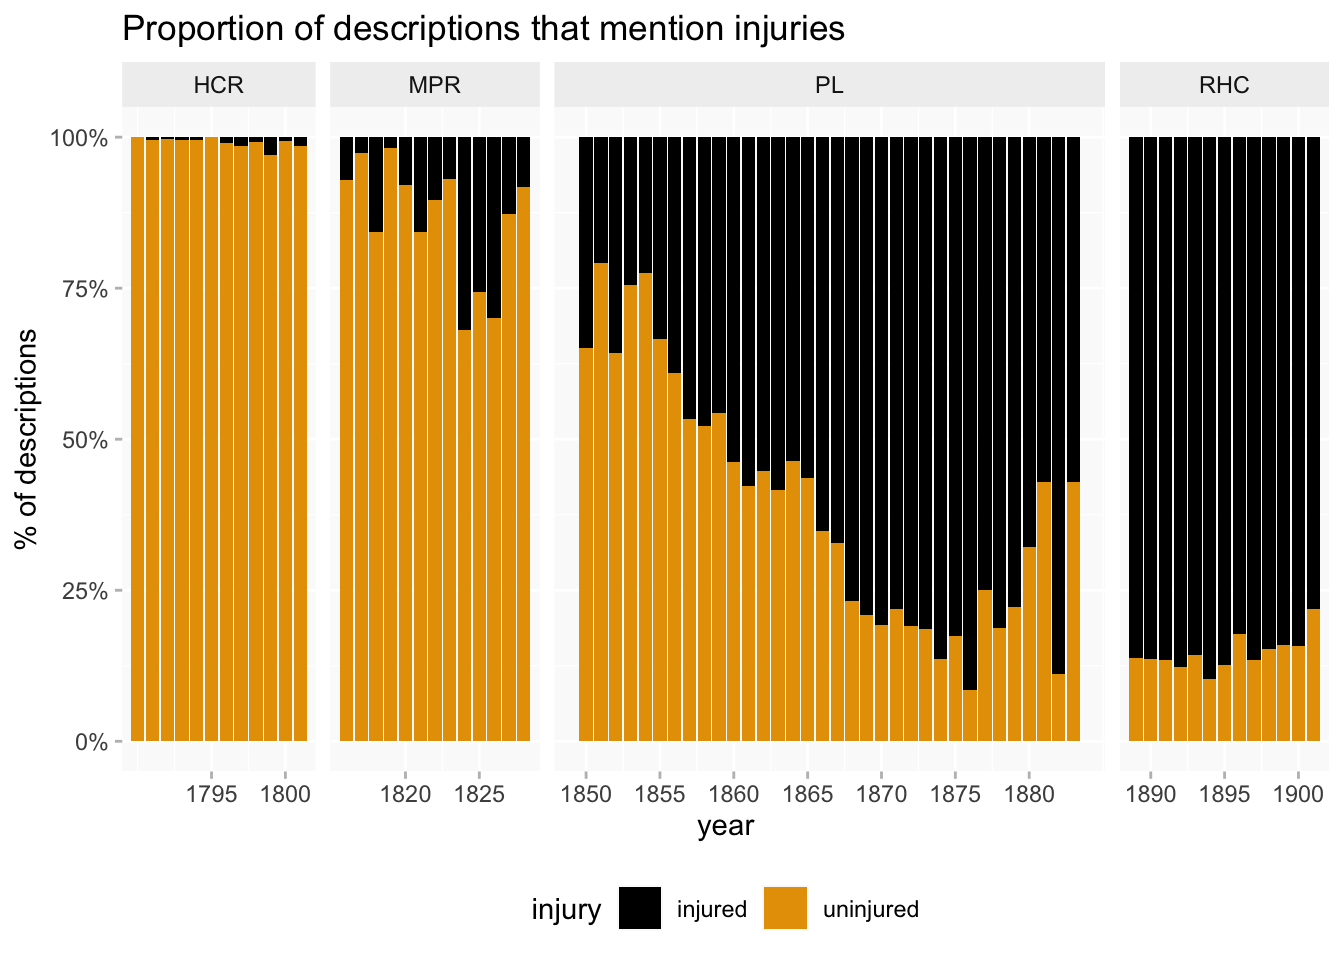 Proportion of descriptions that mention injuries
HCR MPR PL RHC
% of descriptions
100%
75%
50%
25%
0%
1795 1800 1820 1825 1850 1855 1860 1865 1870 1875 1880 1890 1895 1900
year
injury injured uninjured